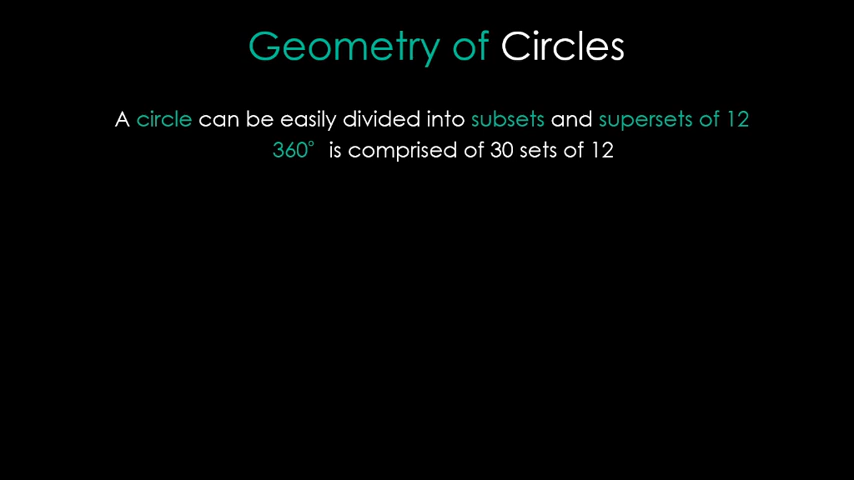 Geometry of Circles
A circle can be easily divided into subsets and supersets of 12
360° is comprised of 30 sets of 12